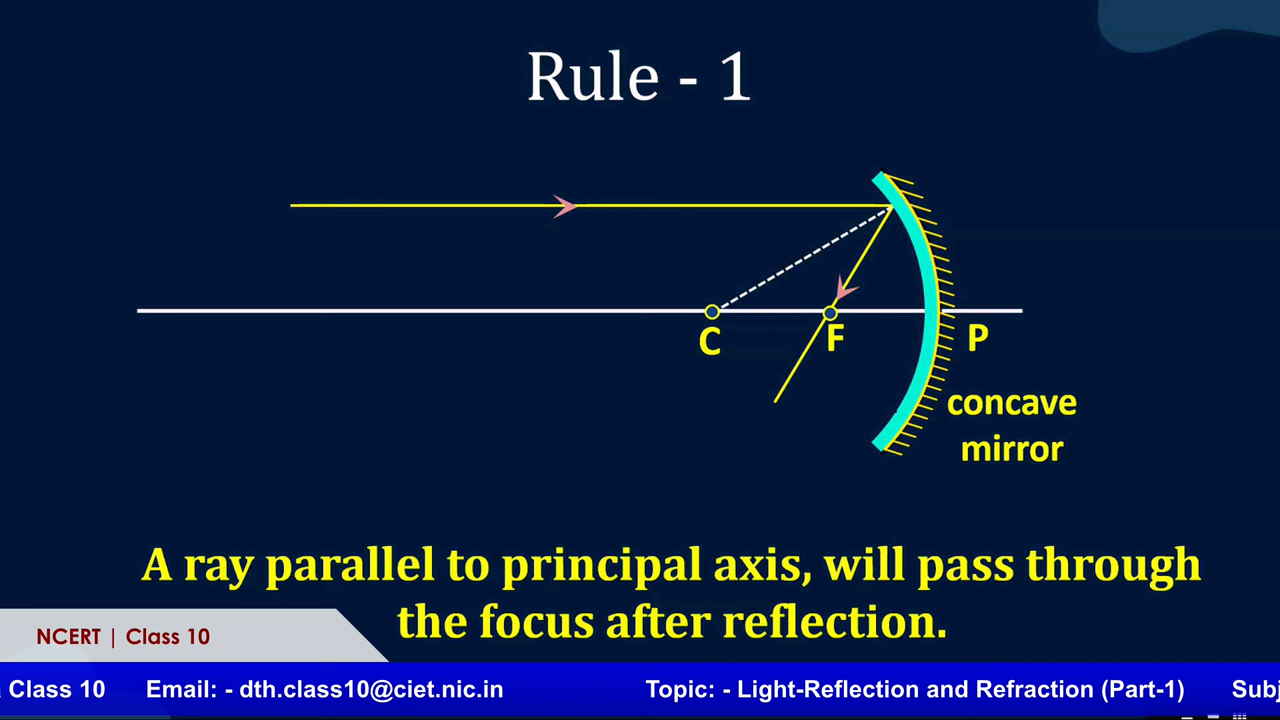 Rule - 1
C
F
P
concave
mirror
A ray parallel to principal axis, will pass through
the focus after reflection.
NCERT | Class 10
Class 10 Email: - dth.class10@ciet.nic.in Topic: - Light-Reflection and Refraction (Part-1)